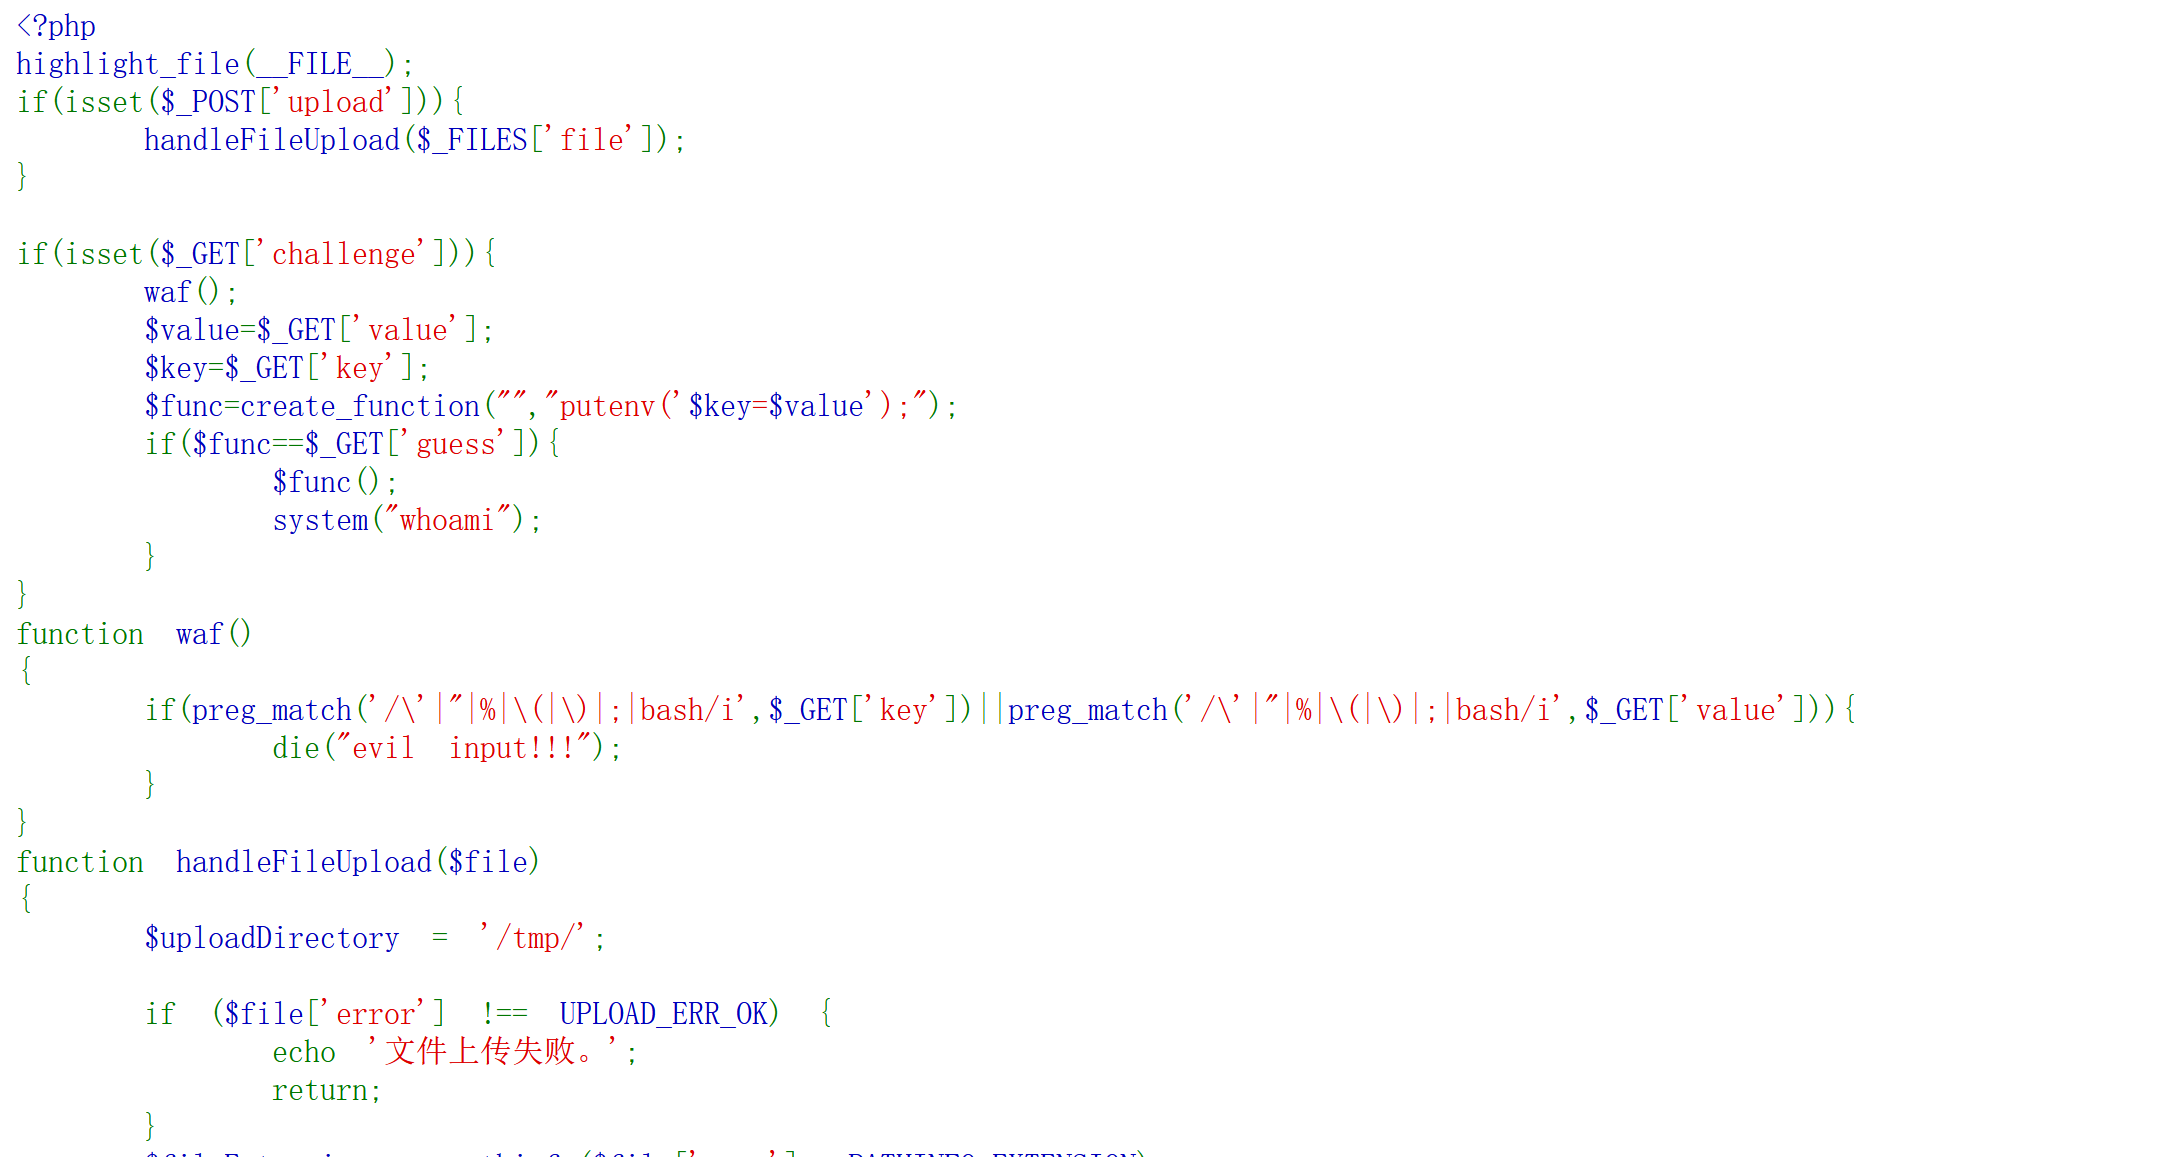 <?php
highlight_file(__FILE__);
if(isset($_POST['upload'])){
handleFileUpload($_FILES['file']);
}
if(isset($_GET['challenge'])){
waf();
$value=$_GET['value'];
$key=$_GET['key'];
$func=create_function("","putenv('$key=$value');");
if($func==$_GET['guess']){
$func();
system("whoami");
}
}
function waf()
{
if(preg_match('/\'|"|%|\(|\)|;|bash/i',$_GET['key'])||preg_match('/\'|"|%|\(|\)|;|bash/i',$_GET['value'])){
die("evil input!!!");
}
}
function handleFileUpload($file)
{
$uploadDirectory = '/tmp/';
if ($file['error'] !== UPLOAD_ERR_OK) {
echo '文件上传失败。';
return;
}